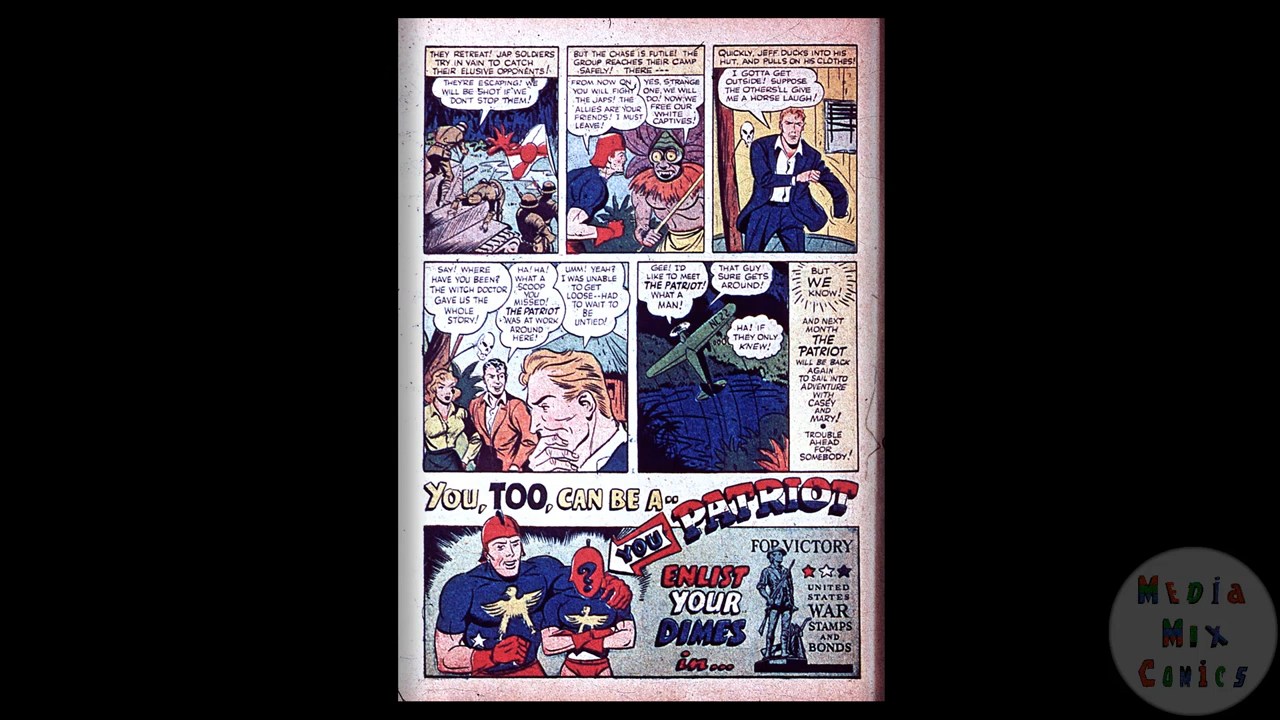 THEY RETREAT! JAP SOLDIERS
TRY IN VAIN TO CATCH
THEIR ELUSIVE OPPONENTS!
THEY'RE ESCAPING! WE
WILL BE SHOT IF WE
DON'T STOP THEM!
BUT THE CHASE IS FUTILE! THE
GROUP REACHES THEIR CAMP
SAFELY! THERE ---
FROM NOW ON
YOU WILL FIGHT
THE JAPS! THE
ALLIES ARE YOUR
FRIENDS! I MUST
LEAVE!
YES, STRANGE
ONE, WE WILL
DO! NOW WE
FREE OUR
WHITE
CAPTIVES!
QUICKLY, JEFF DUCKS INTO HIS
HUT, AND PULLS ON HIS CLOTHES!
I GOTTA GET
OUTSIDE! SUPPOSE
THE OTHERS'LL GIVE
ME A HORSE LAUGH!
SAY! WHERE
HAVE YOU BEEN?
THE WITCH DOCTOR
GAVE US THE
WHOLE
STORY!
HA! HA!
WHAT A
SCOOP
YOU
MISSED!
THE PATRIOT
WAS AT WORK
AROUND
HERE!
UMM! YEAH?
I WAS UNABLE
TO GET
LOOSE--HAD
TO WAIT TO
BE
UNTIED!
GEE! I'D
LIKE TO MEET
THE PATRIOT!
WHAT A
MAN!
THAT GUY
SURE GETS
AROUND!
HA! IF
THEY ONLY
KNEW!
BUT
WE
KNOW!
AND NEXT
MONTH
THE
PATRIOT
WILL BE BACK
AGAIN
TO SAIL INTO
ADVENTURE
WITH
CASEY
AND
MARY!
TROUBLE
AHEAD
FOR
SOMEBODY!
YOU, TOO, CAN BE A-- PATRIOT
YOU
?
ENLIST
YOUR
DIMES
in...
FOR VICTORY
UNITED
STATES
WAR
STAMPS
AND
BONDS
MEDIA
MIX
COMICS